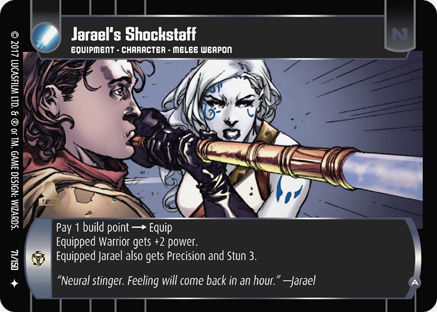 Jarael's Shockstaff
N
EQUIPMENT - CHARACTER - MELEE WEAPON
Pay 1 build point → Equip
Equipped Warrior gets +2 power.
Equipped Jarael also gets Precision and Stun 3.
"Neural stinger. Feeling will come back in an hour." —Jarael
A
© 2017 LUCASFILM LTD. & ® or TM. GAME DESIGN: WIZARDS.
71/150